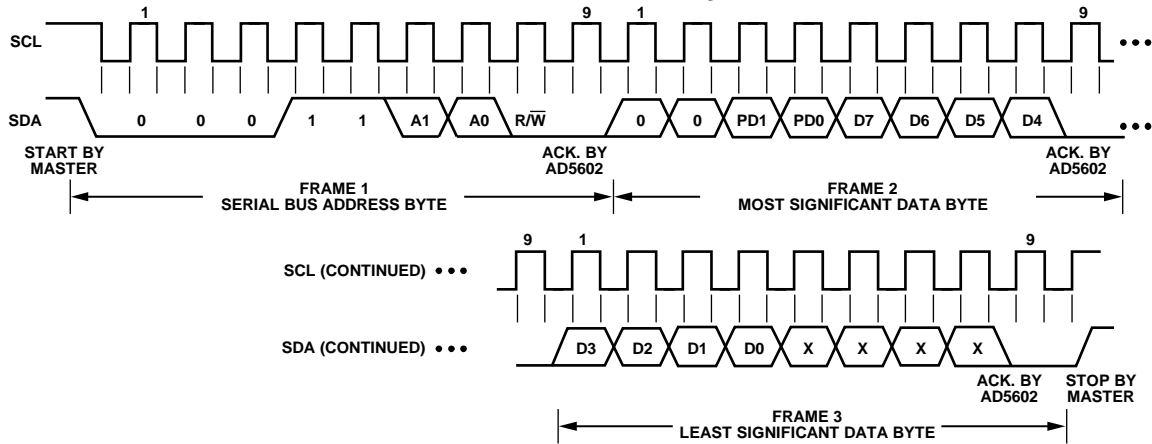 1 9 1 9
SCL
SDA 0 0 0 1 1 A1 A0 R/W̅ 0 0 PD1 PD0 D7 D6 D5 D4
START BY
MASTER
ACK. BY
AD5602
ACK. BY
AD5602
FRAME 1
SERIAL BUS ADDRESS BYTE
FRAME 2
MOST SIGNIFICANT DATA BYTE
9 1 9
SCL (CONTINUED)
SDA (CONTINUED) D3 D2 D1 D0 X X X X
ACK. BY
AD5602
STOP BY
MASTER
FRAME 3
LEAST SIGNIFICANT DATA BYTE